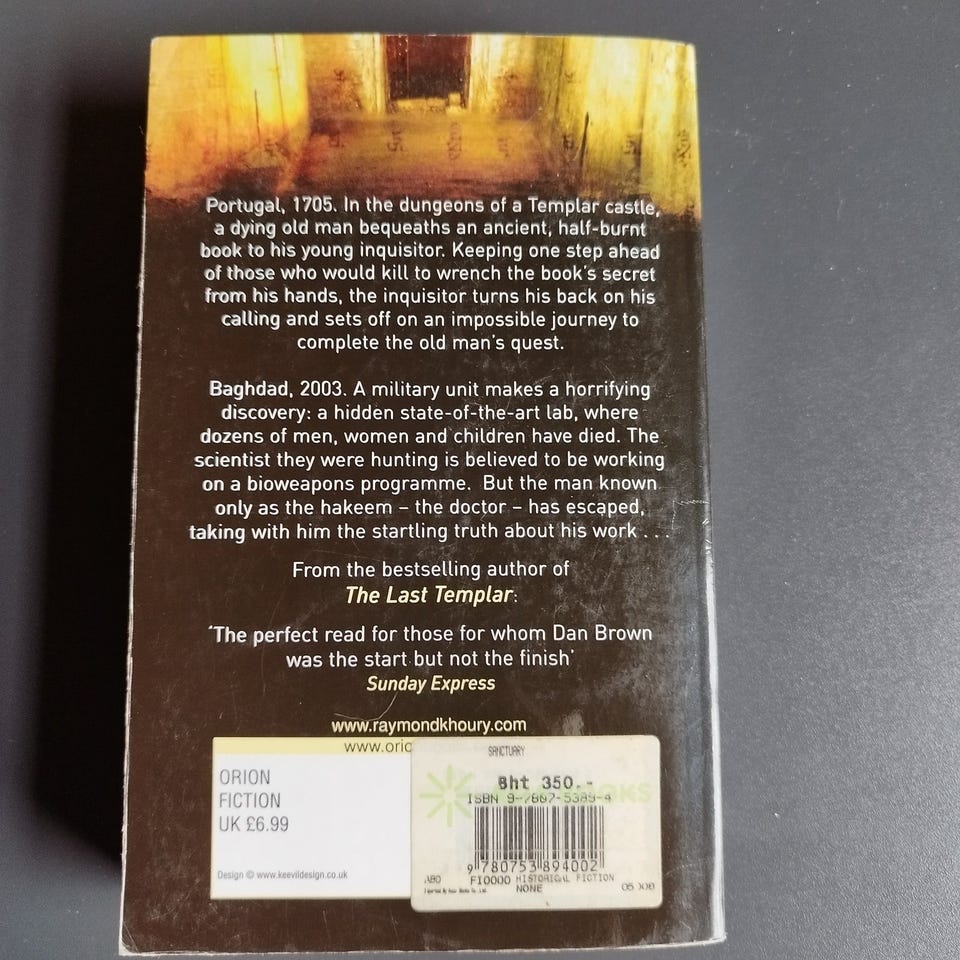 Portugal, 1705. In the dungeons of a Templar castle,
a dying old man bequeaths an ancient, half-burnt
book to his young inquisitor. Keeping one step ahead
of those who would kill to wrench the book's secret
from his hands, the inquisitor turns his back on his
calling and sets off on an impossible journey to
complete the old man's quest.
Baghdad, 2003. A military unit makes a horrifying
discovery: a hidden state-of-the-art lab, where
dozens of men, women and children have died. The
scientist they were hunting is believed to be working
on a bioweapons programme. But the man known
only as the hakeem – the doctor – has escaped,
taking with him the startling truth about his work . . .
From the bestselling author of
The Last Templar:
'The perfect read for those for whom Dan Brown
was the start but not the finish'
Sunday Express
www.raymondkhoury.com
ORION
FICTION
UK £6.99
Design © www.keevildesign.co.uk
SANCTUARY
Bht 350.-
ISBN 9-7807-5389-4
9 780753 894002
FI0000 HISTORICAL FICTION
NONE